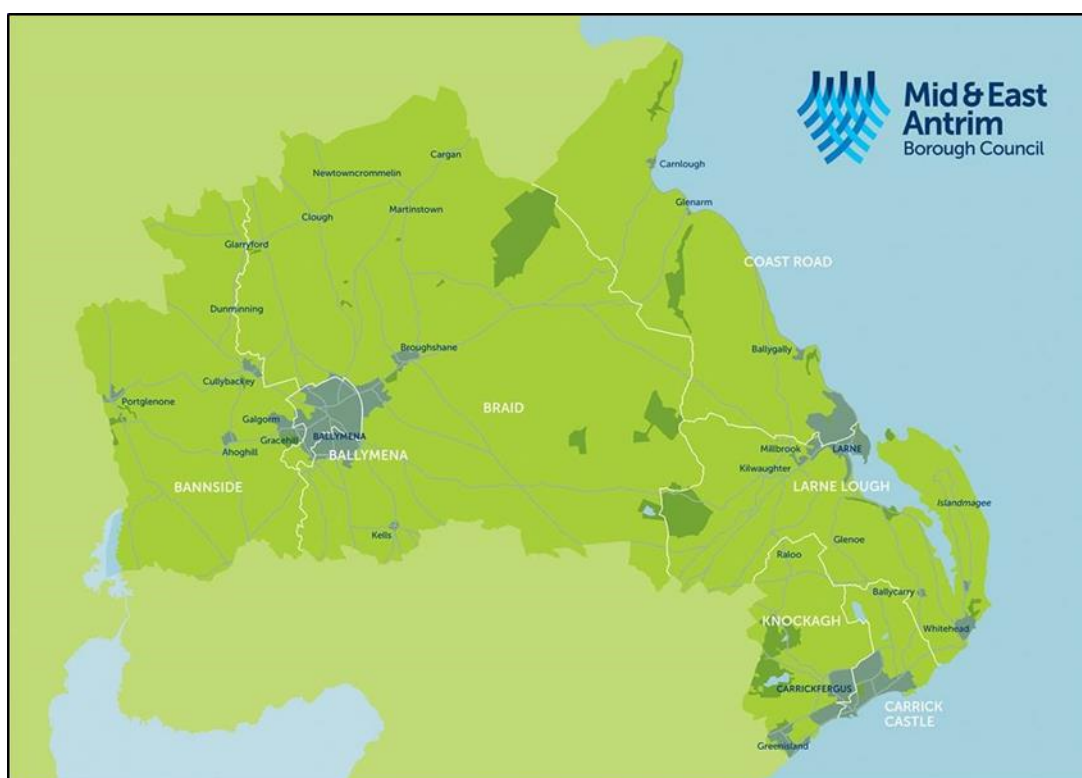 Mid & East
Antrim
Borough Council
Cargan
Carnlough
Newtowncrommelin
Glenarm
Martinstown
Clough
Glarryford
COAST ROAD
Dunminning
Broughshane
Ballygally
Cullybackey
Portglenone
BRAID
Galgorm
Gracehill
BALLYMENA
Ahoghill
BALLYMENA
Millbrook
LARNE
Kilwaughter
BANNSIDE
LARNE LOUGH
Islandmagee
Kells
Glenoe
Raloo
Ballycarry
KNOCKAGH
Whitehead
CARRICKFERGUS
CARRICK
CASTLE
Greenisland